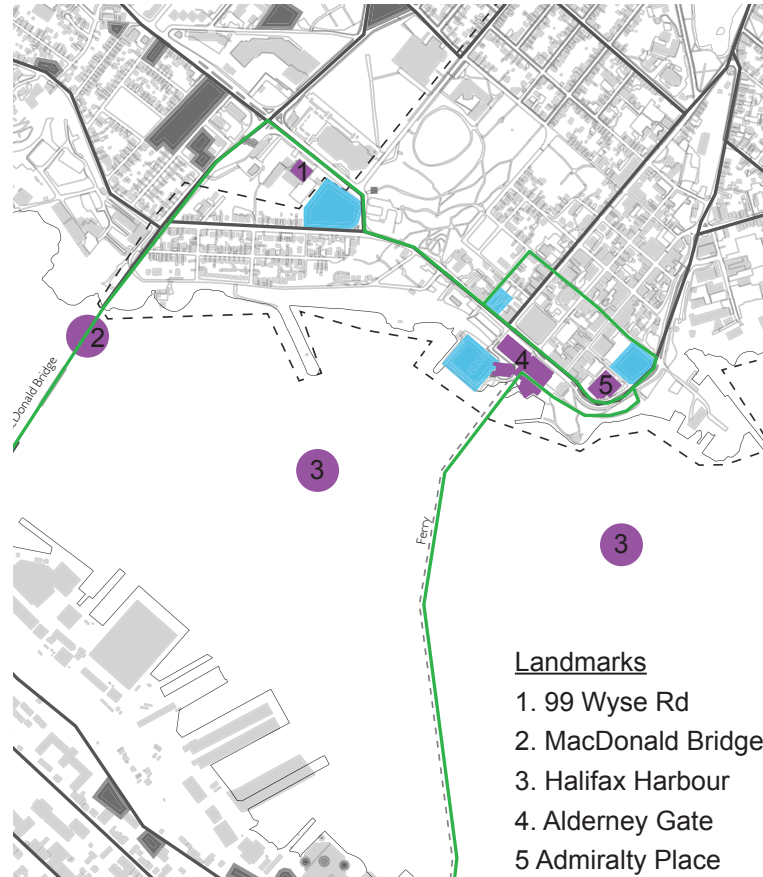 1
2
Donald Bridge
3
4
5
Ferry
3
Landmarks
1. 99 Wyse Rd
2. MacDonald Bridge
3. Halifax Harbour
4. Alderney Gate
5 Admiralty Place